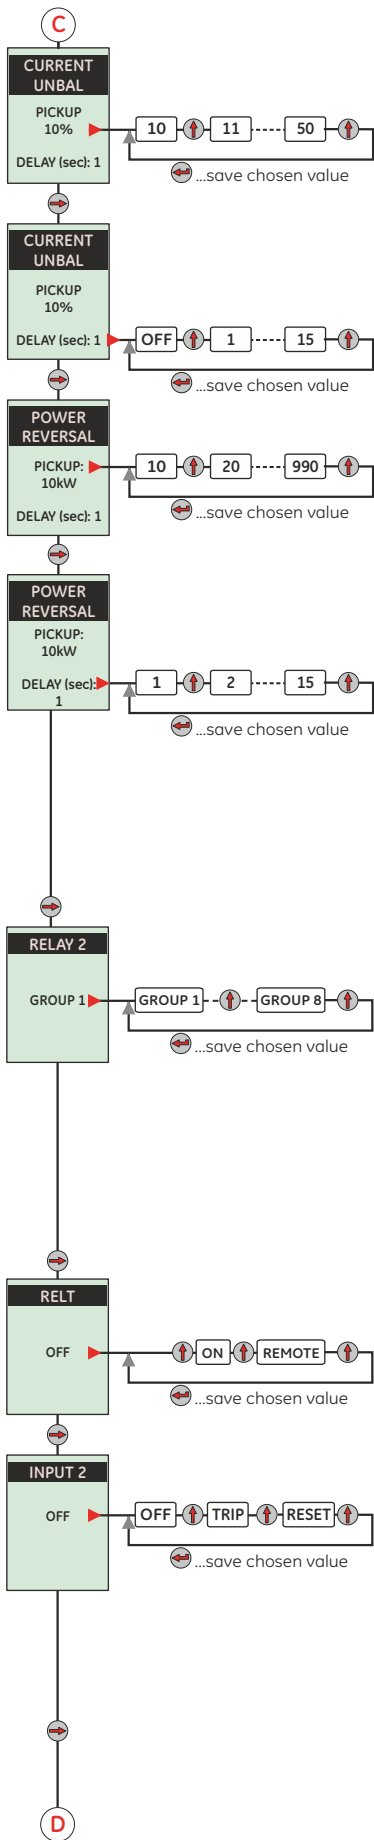 C
CURRENT
UNBAL
PICKUP
10%
DELAY (sec): 1
10 11 50
...save chosen value
CURRENT
UNBAL
PICKUP
10%
DELAY (sec): 1
OFF 1 15
...save chosen value
POWER
REVERSAL
PICKUP:
10kW
DELAY (sec): 1
10 20 990
...save chosen value
POWER
REVERSAL
PICKUP:
10kW
DELAY (sec):
1
1 2 15
...save chosen value
RELAY 2
GROUP 1
GROUP 1 GROUP 8
...save chosen value
RELT
OFF
ON REMOTE
...save chosen value
INPUT 2
OFF
OFF TRIP RESET
...save chosen value
D